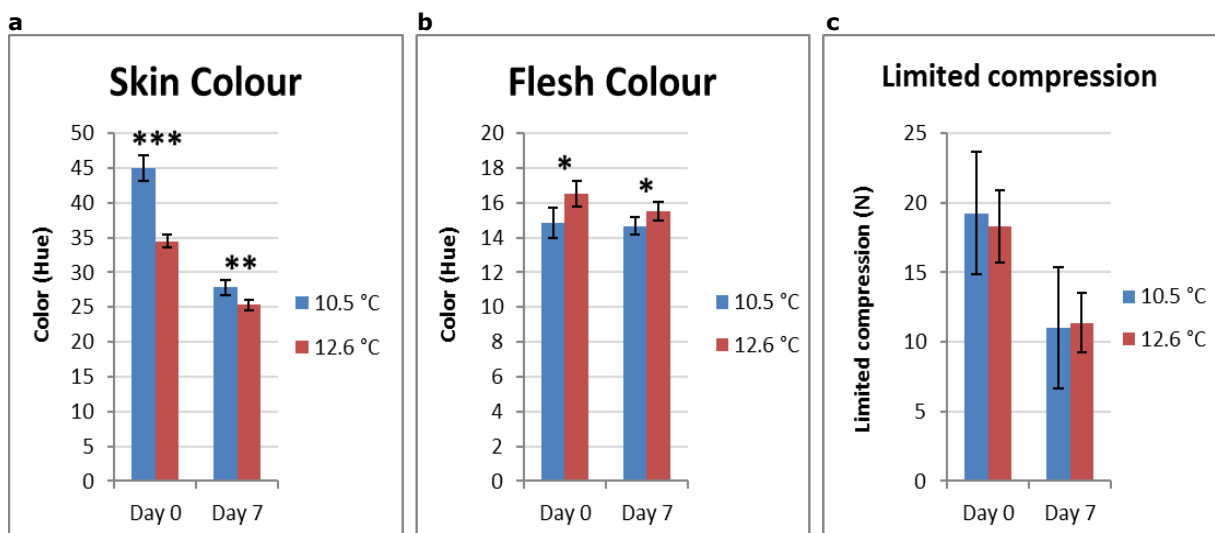 a
Skin Colour
Color (Hue)
50
45
40
35
30
25
20
15
10
5
0
***
**
Day 0 Day 7
10.5 °C
12.6 °C
b
Flesh Colour
Color (Hue)
20
18
16
14
12
10
8
6
4
2
0
*
*
Day 0 Day 7
10.5 °C
12.6 °C
c
Limited compression
Limited compression (N)
25
20
15
10
5
0
Day 0 Day 7
10.5 °C
12.6 °C